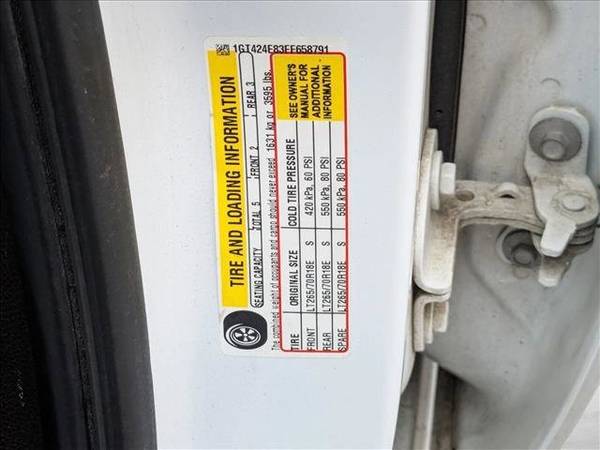 1GT424E83EF658791
TIRE AND LOADING INFORMATION
SEATING CAPACITY TOTAL 5 FRONT 2 REAR 3
The combined weight of occupants and cargo should never exceed 1631 kg or 3595 lbs.
TIRE ORIGINAL SIZE COLD TIRE PRESSURE
FRONT LT265/70R18E S 420 kPa, 60 PSI
REAR LT265/70R18E S 550 kPa, 80 PSI
SPARE LT265/70R18E S 550 kPa, 80 PSI
SEE OWNER'S
MANUAL FOR
ADDITIONAL
INFORMATION